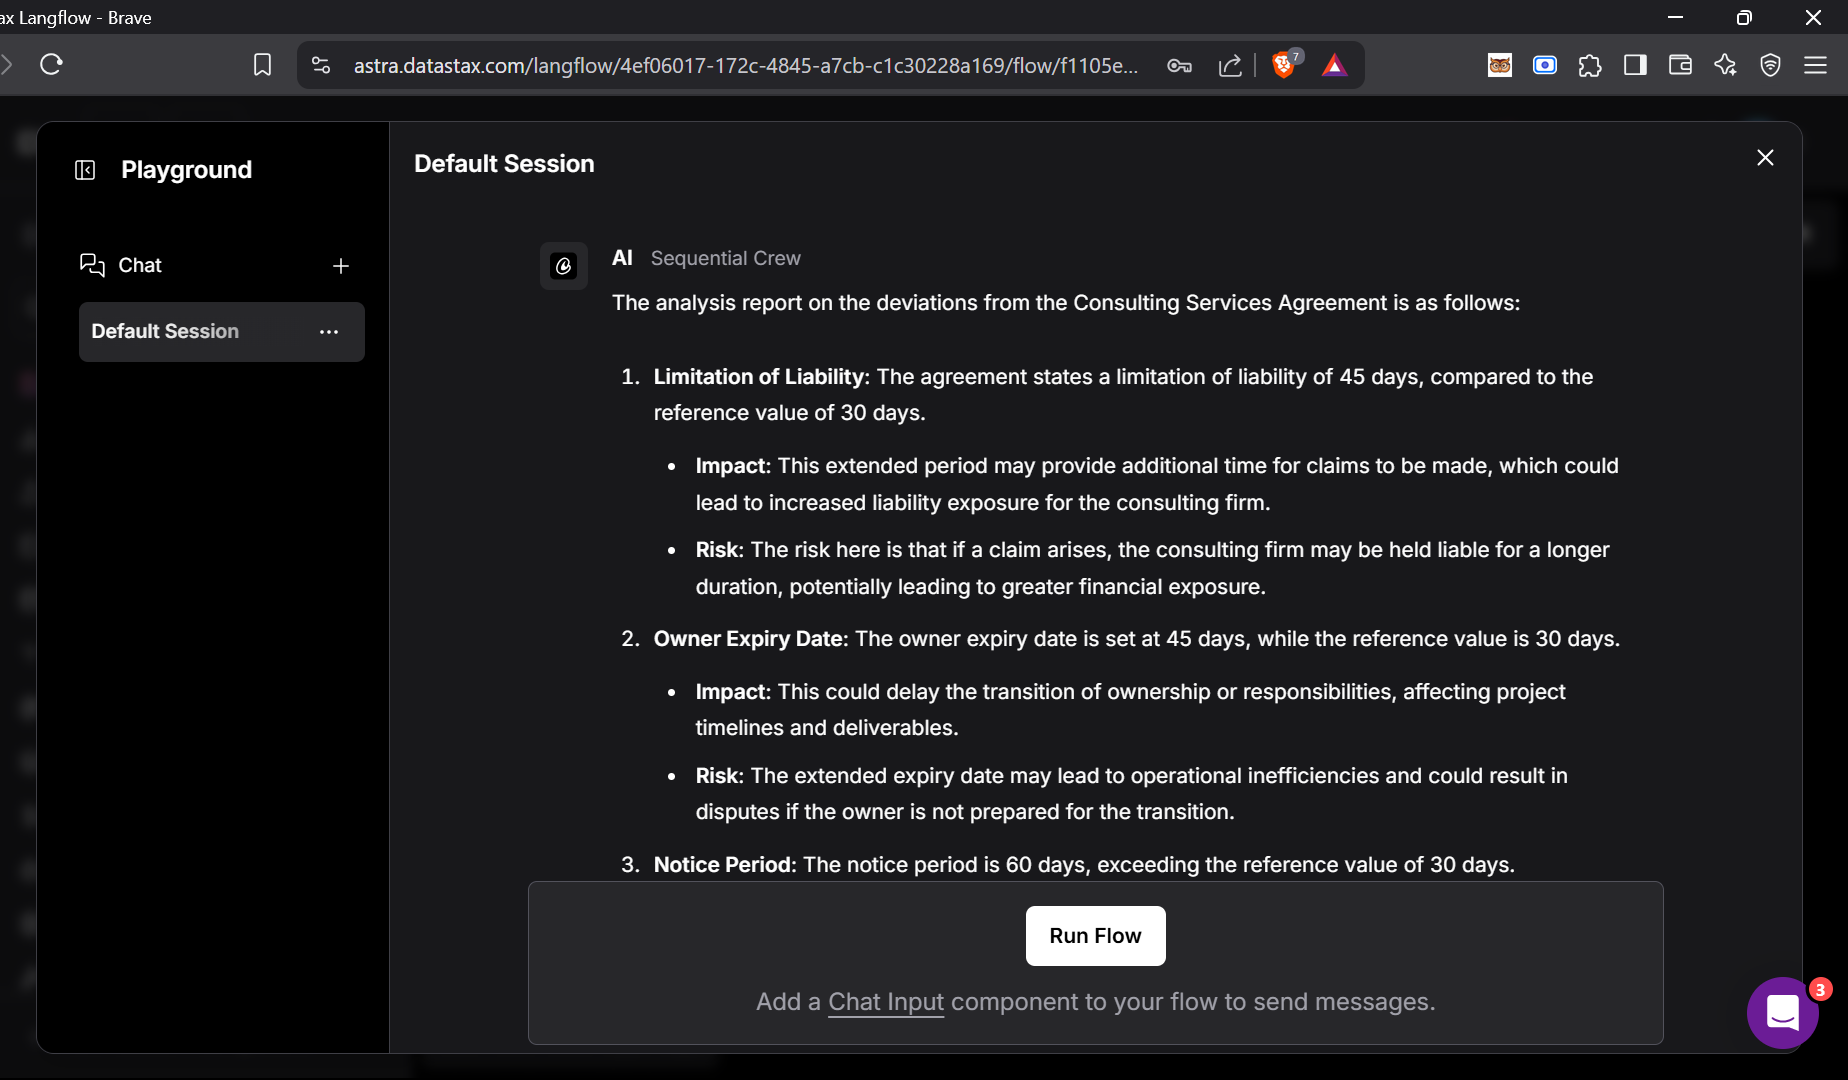 ax Langflow - Brave
astra.datastax.com/langflow/4ef06017-172c-4845-a7cb-c1c30228a169/flow/f1105e...
7
Playground
Chat
Default Session
Default Session
AI Sequential Crew
The analysis report on the deviations from the Consulting Services Agreement is as follows:
1. Limitation of Liability: The agreement states a limitation of liability of 45 days, compared to the
reference value of 30 days.
• Impact: This extended period may provide additional time for claims to be made, which could
lead to increased liability exposure for the consulting firm.
• Risk: The risk here is that if a claim arises, the consulting firm may be held liable for a longer
duration, potentially leading to greater financial exposure.
2. Owner Expiry Date: The owner expiry date is set at 45 days, while the reference value is 30 days.
• Impact: This could delay the transition of ownership or responsibilities, affecting project
timelines and deliverables.
• Risk: The extended expiry date may lead to operational inefficiencies and could result in
disputes if the owner is not prepared for the transition.
3. Notice Period: The notice period is 60 days, exceeding the reference value of 30 days.
Run Flow
Add a Chat Input component to your flow to send messages.
3